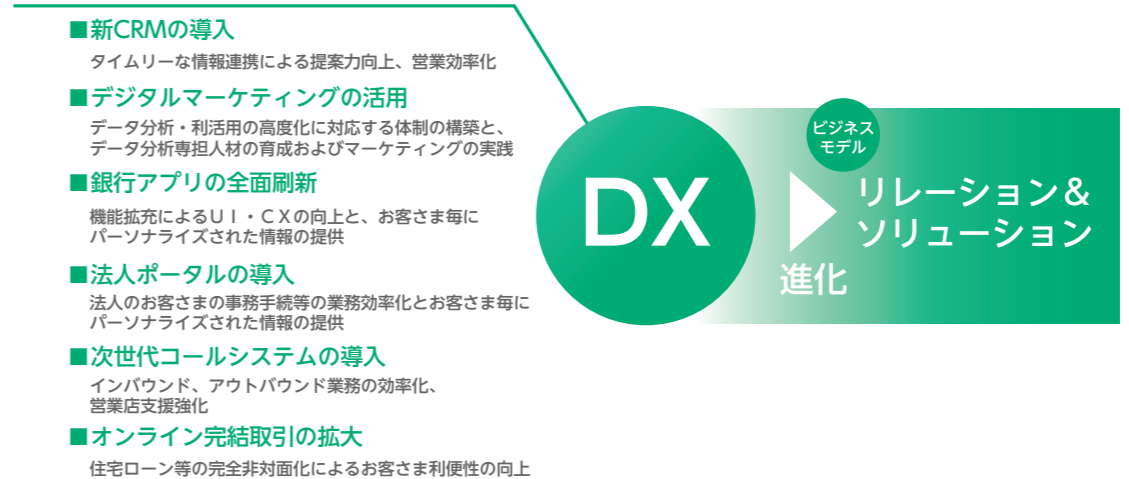 ■新CRMの導入
タイムリーな情報連携による提案力向上、営業効率化
■デジタルマーケティングの活用
データ分析・利活用の高度化に対応する体制の構築と、
データ分析専担人材の育成およびマーケティングの実践
■銀行アプリの全面刷新
機能拡充によるＵＩ・ＣＸの向上と、お客さま毎に
パーソナライズされた情報の提供
■法人ポータルの導入
法人のお客さまの事務手続等の業務効率化とお客さま毎に
パーソナライズされた情報の提供
■次世代コールシステムの導入
インバウンド、アウトバウンド業務の効率化、
営業店支援強化
■オンライン完結取引の拡大
住宅ローン等の完全非対面化によるお客さま利便性の向上
DX
進化
ビジネス
モデル
リレーション＆
ソリューション